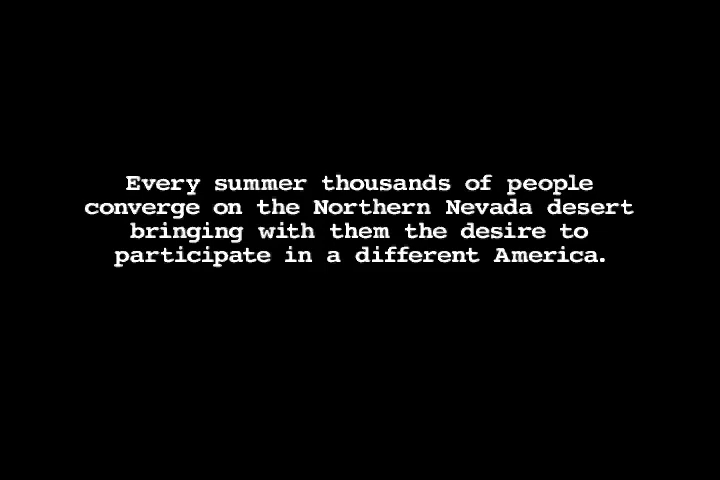 Every summer thousands of people
converge on the Northern Nevada desert
bringing with them the desire to
participate in a different America.